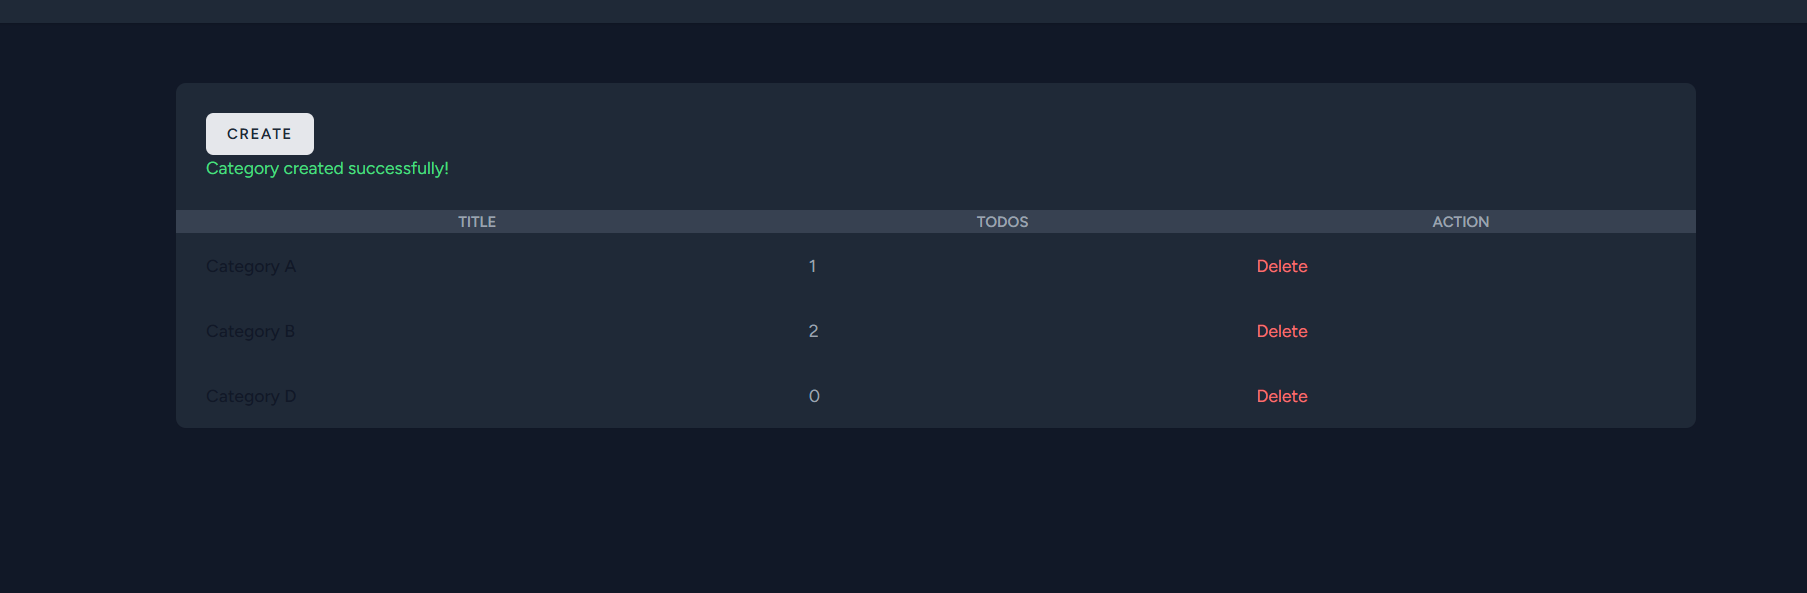 CREATE
Category created successfully!
TITLE TODOS ACTION
Category A 1 Delete
Category B 2 Delete
Category D 0 Delete